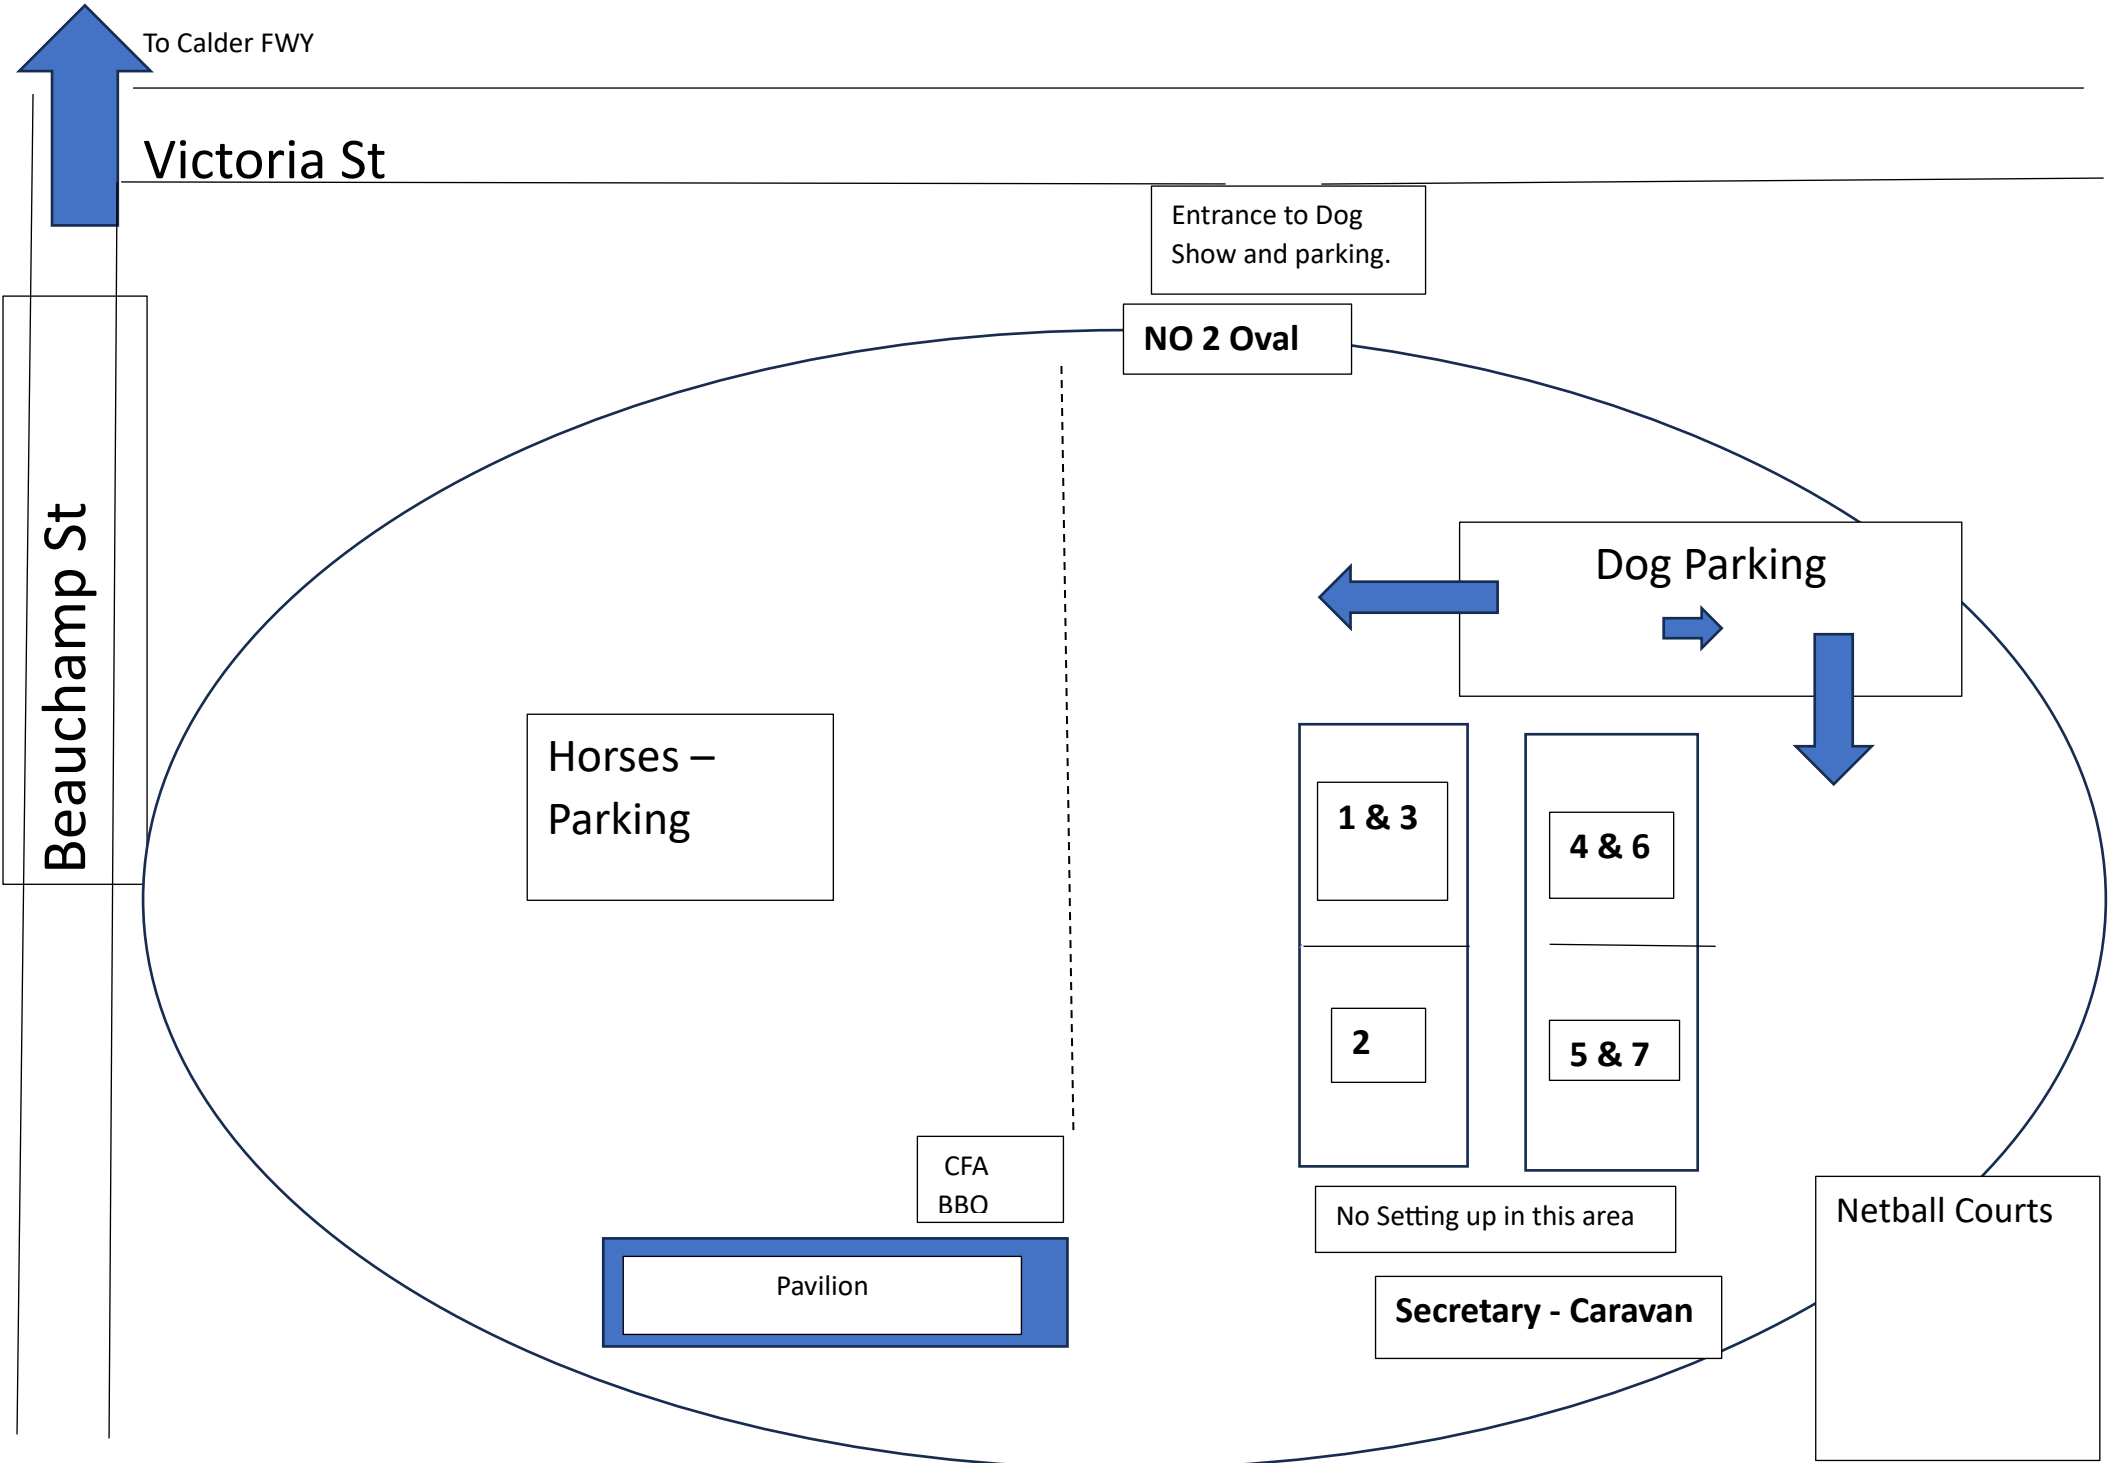 To Calder FWY
Victoria St
Entrance to Dog
Show and parking.
NO 2 Oval
Beauchamp St
Dog Parking
Horses –
Parking
1 & 3
4 & 6
2
5 & 7
CFA
BBQ
No Setting up in this area
Netball Courts
Pavilion
Secretary - Caravan